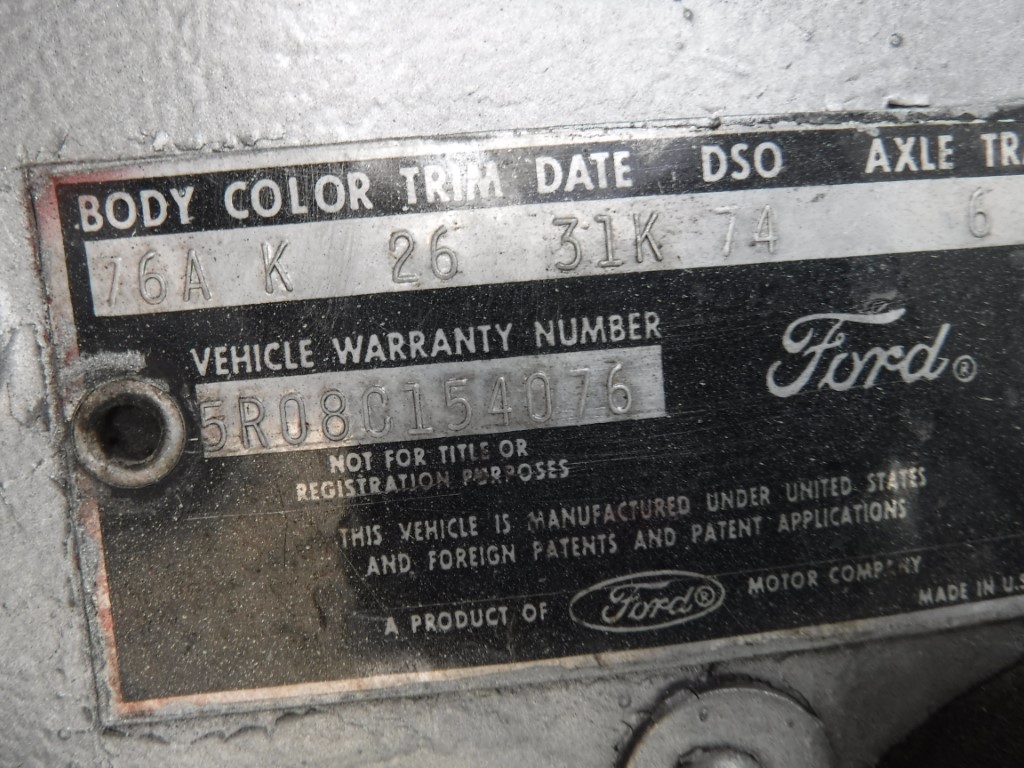 BODY COLOR TRIM DATE DSO AXLE TR
76A K 26 31K 74 6
VEHICLE WARRANTY NUMBER
5R08C154076
Ford®
NOT FOR TITLE OR
REGISTRATION PURPOSES
THIS VEHICLE IS MANUFACTURED UNDER UNITED STATES
AND FOREIGN PATENTS AND PATENT APPLICATIONS
A PRODUCT OF Ford® MOTOR COMPANY
MADE IN U.S